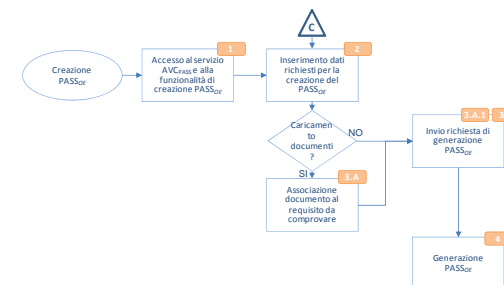 C
1
2
Creazione
PASSOE
Accesso al servizio
AVCPASS e alla
funzionalità di
creazione PASSOE
Inserimento dati
richiesti per la
creazione del
PASSOE
Caricamen
to
documenti
?
NO
SI
3.A.1
3
Invio richiesta di
generazione
PASSOE
3.A
Associazione
documento al
requisito da
comprovare
4
Generazione
PASSOE